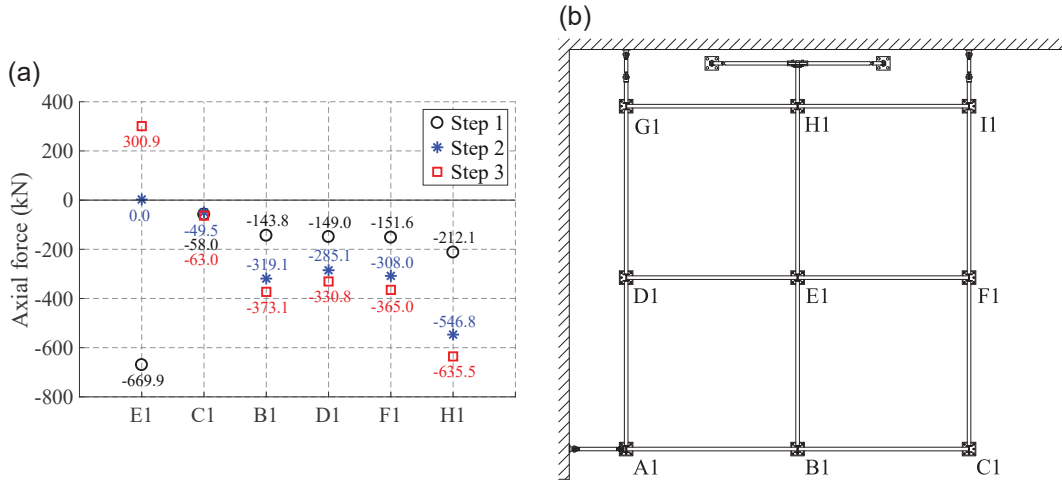 (a)
Axial force (kN)
400
200
0
-200
-400
-600
-800
Step 1
Step 2
Step 3
300.9
0.0
-669.9
-49.5
-58.0
-63.0
-143.8
-319.1
-373.1
-149.0
-285.1
-330.8
-151.6
-308.0
-365.0
-212.1
-546.8
-635.5
E1 C1 B1 D1 F1 H1
(b)
G1 H1 I1
D1 E1 F1
A1 B1 C1